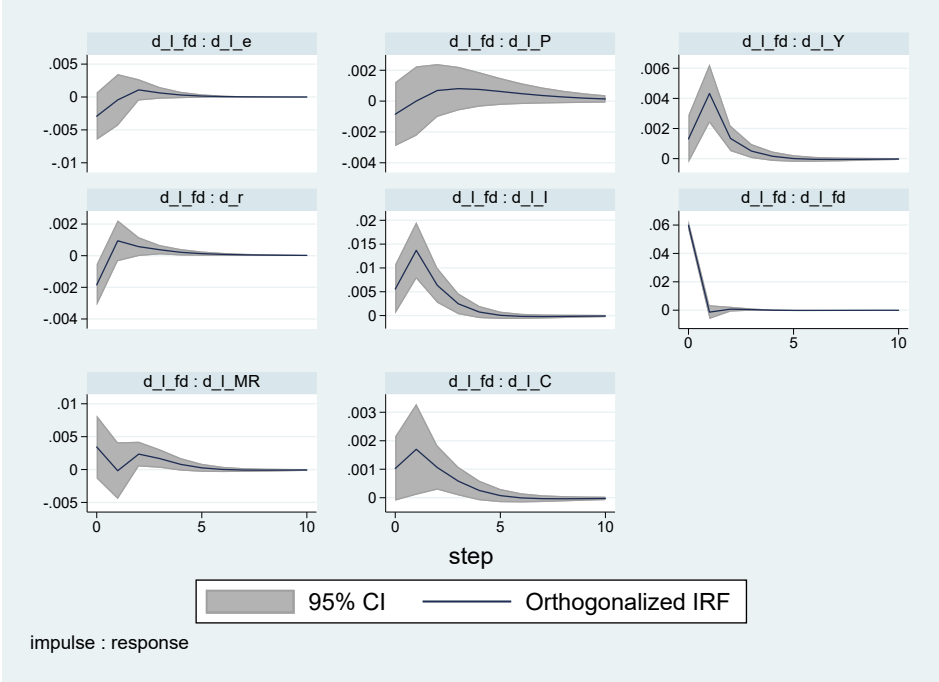 d_l_fd : d_l_e
.005
0
-.005
-.01
d_l_fd : d_l_P
.002
0
-.002
-.004
d_l_fd : d_l_Y
.006
.004
.002
0
d_l_fd : d_r
.002
0
-.002
-.004
d_l_fd : d_l_I
.02
.015
.01
.005
0
d_l_fd : d_l_fd
.06
.04
.02
0
0 5 10
d_l_fd : d_l_MR
.01
.005
0
-.005
0 5 10
d_l_fd : d_l_C
.003
.002
.001
0
0 5 10
step
95% CI Orthogonalized IRF
impulse : response